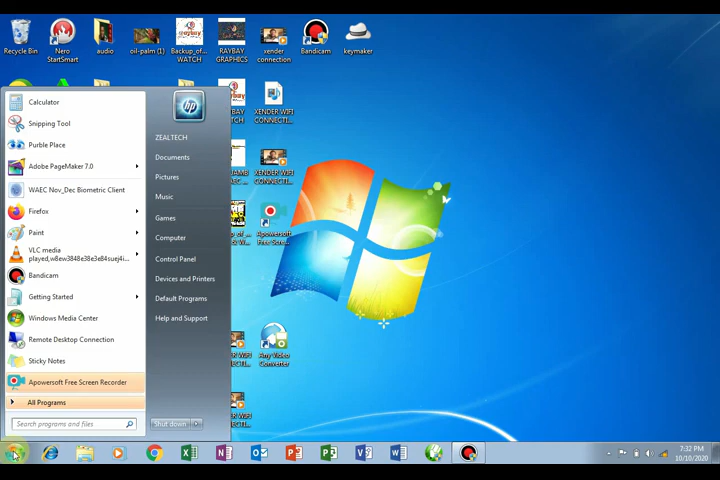 Recycle Bin
Nero
StartSmart
audio
oil-palm (1)
Backup_of...
WATCH
RAYBAY
GRAPHICS
xender
connection
Bandicam
keymaker
XENDER WIFI
CONNECTI...
XENDER WIFI
CONNECTI...
Apowersoft
Free Scre...
Any Video
Converter
Calculator
Snipping Tool
Purble Place
Adobe PageMaker 7.0
WAEC Nov_Dec Biometric Client
Firefox
Paint
VLC media
played,w8ew3848e38e3e84suej4i...
Bandicam
Getting Started
Windows Media Center
Remote Desktop Connection
Sticky Notes
Apowersoft Free Screen Recorder
All Programs
Search programs and files
hp
ZEALTECH
Documents
Pictures
Music
Games
Computer
Control Panel
Devices and Printers
Default Programs
Help and Support
Shut down
7:32 PM
10/10/2020